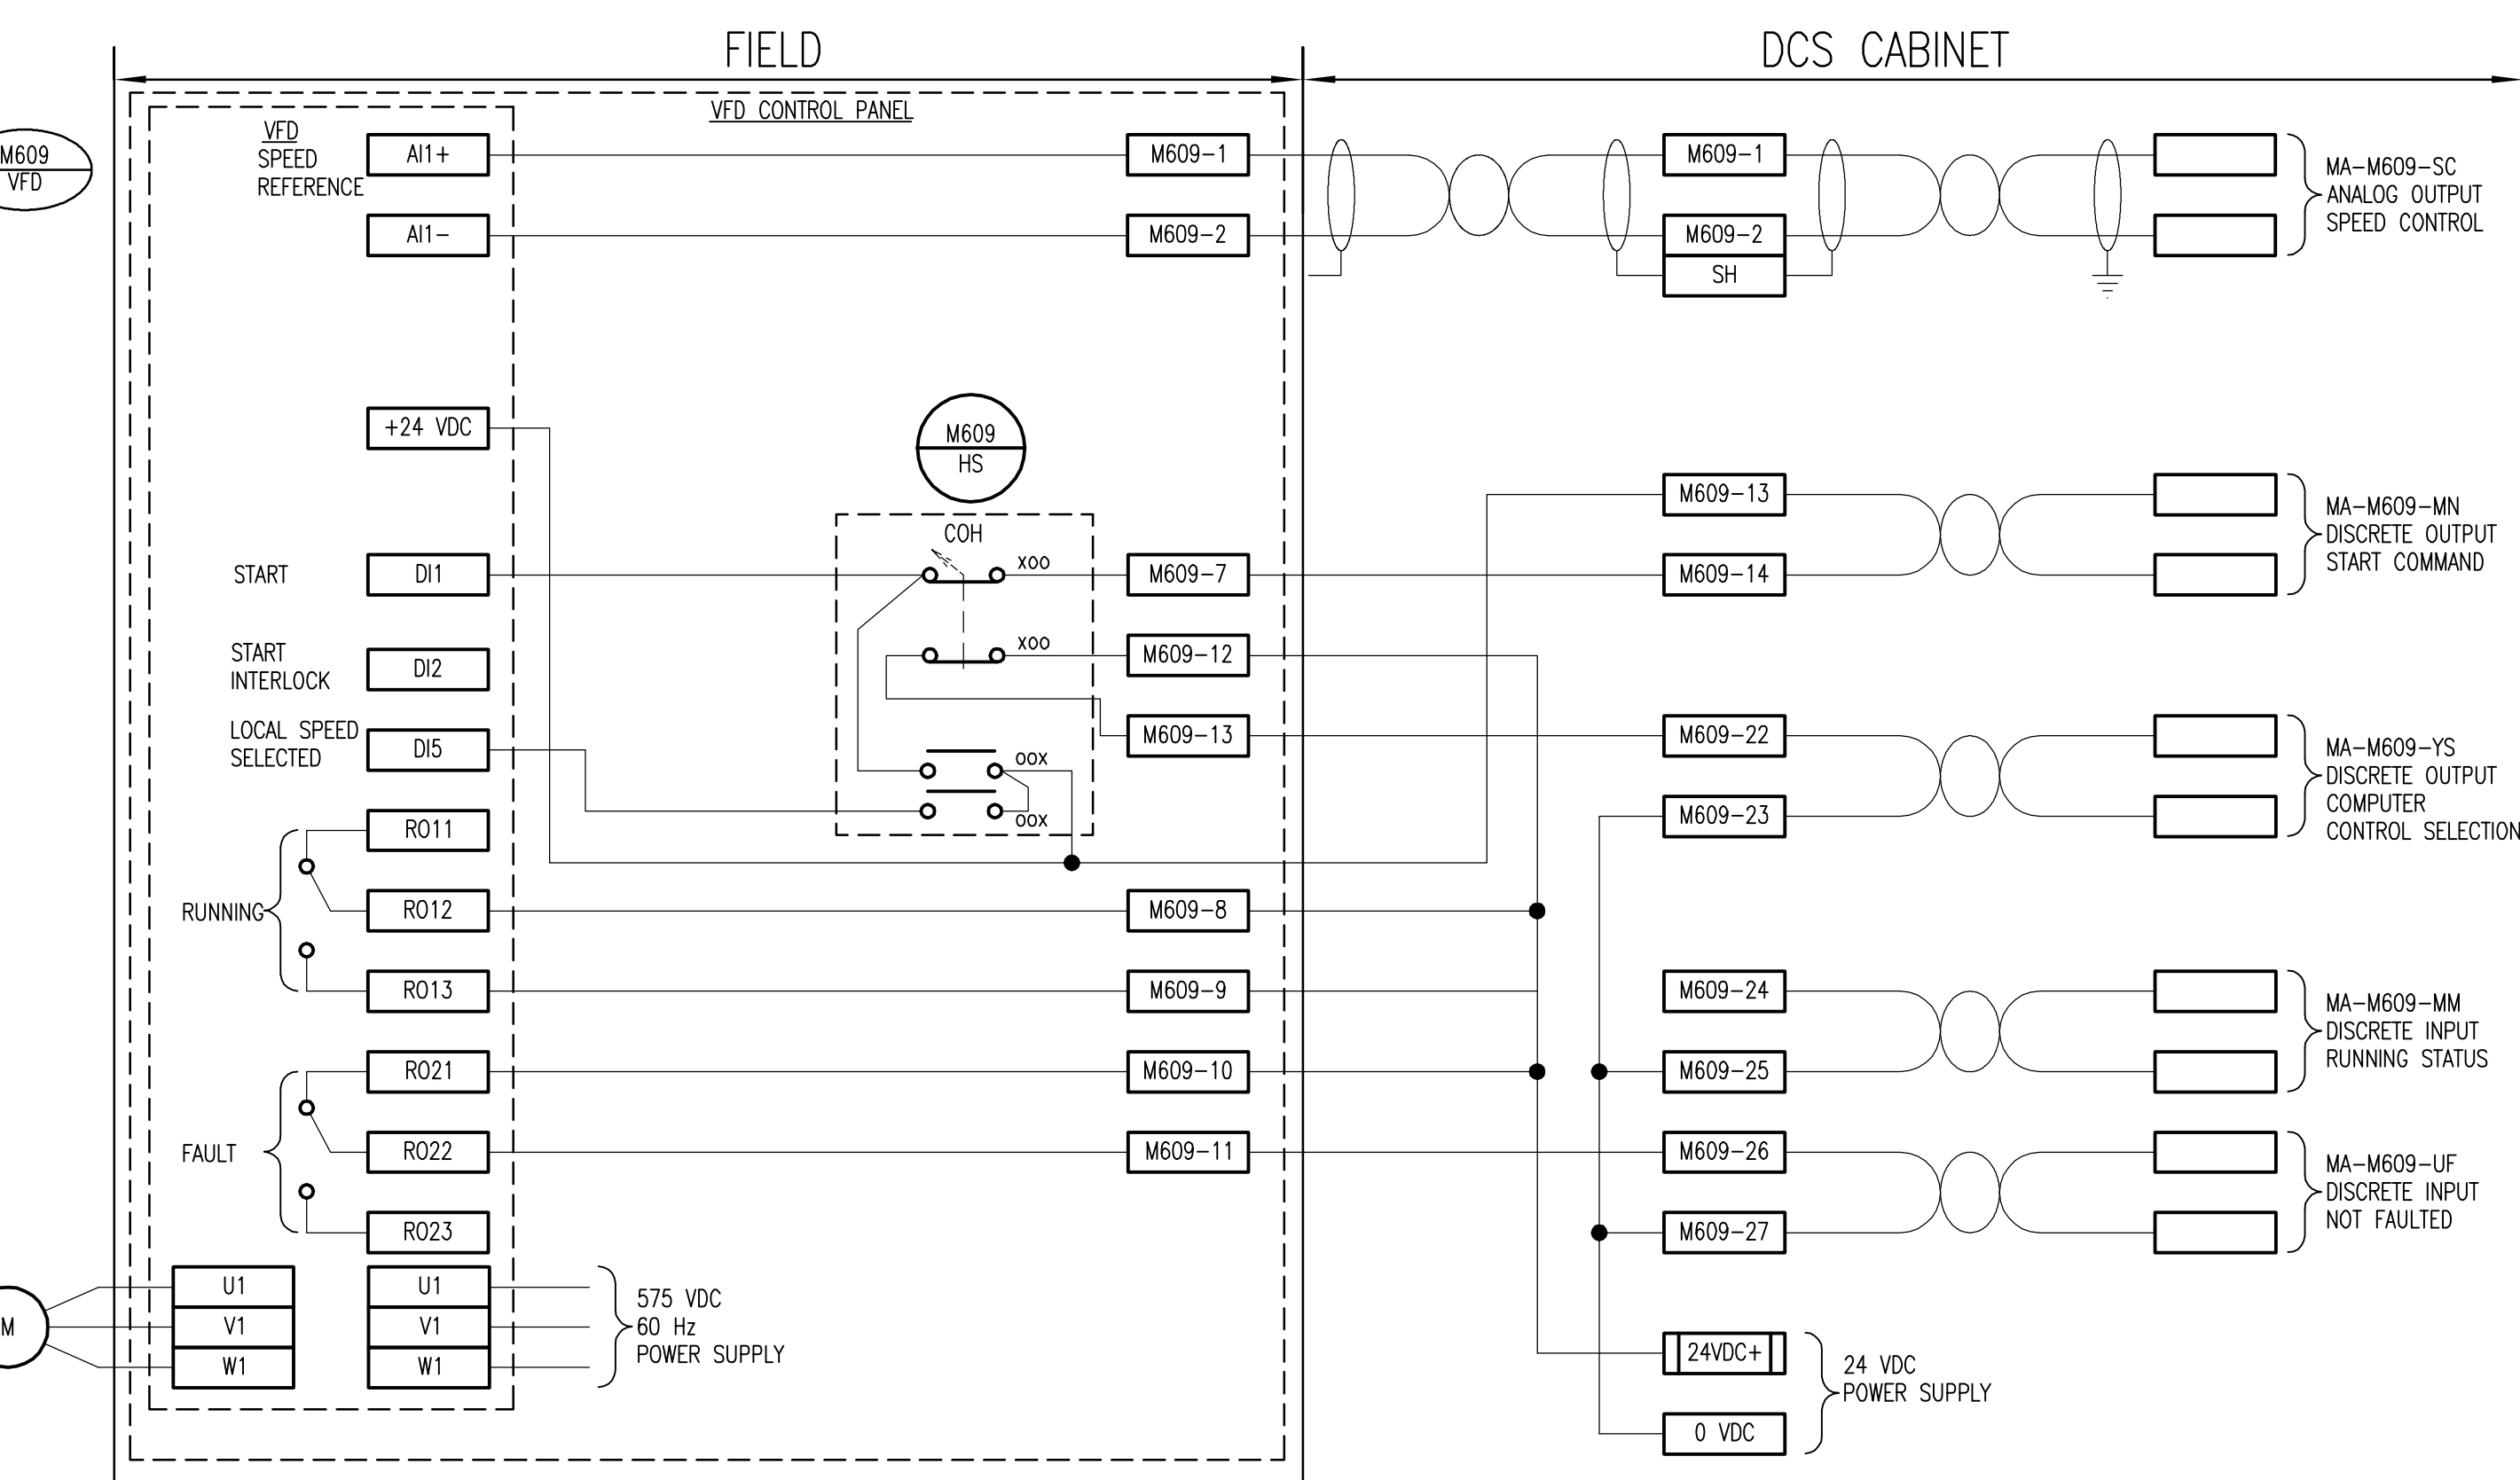 FIELD
DCS CABINET
M609
VFD
VFD CONTROL PANEL
VFD
SPEED
REFERENCE
AI1+
M609-1
M609-1
MA-M609-SC
ANALOG OUTPUT
SPEED CONTROL
AI1-
M609-2
M609-2
SH
+24 VDC
M609
HS
COH
M609-13
MA-M609-MN
DISCRETE OUTPUT
START COMMAND
START
DI1
XOO
M609-7
M609-14
START
INTERLOCK
DI2
XOO
M609-12
LOCAL SPEED
SELECTED
DI5
OOX
OOX
M609-13
M609-22
MA-M609-YS
DISCRETE OUTPUT
COMPUTER
CONTROL SELECTION
M609-23
RO11
RUNNING
RO12
M609-8
RO13
M609-9
M609-24
MA-M609-MM
DISCRETE INPUT
RUNNING STATUS
RO21
M609-10
M609-25
FAULT
RO22
M609-11
M609-26
MA-M609-UF
DISCRETE INPUT
NOT FAULTED
RO23
M609-27
M
U1
V1
W1
U1
V1
W1
575 VDC
60 Hz
POWER SUPPLY
24VDC+
24 VDC
POWER SUPPLY
0 VDC